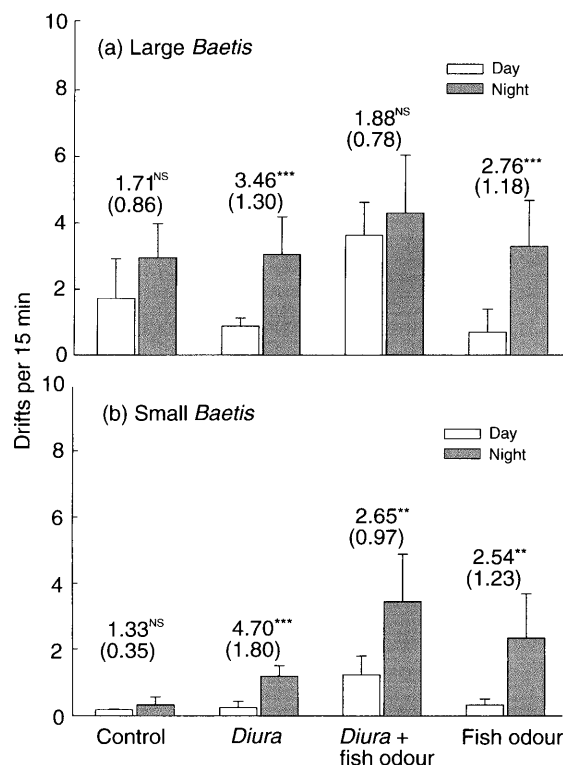 10
(a) Large Baetis
Day
Night
8
6
4
2
0
1.71NS
(0.86)
3.46***
(1.30)
1.88NS
(0.78)
2.76***
(1.18)
Drifts per 15 min
10
(b) Small Baetis
Day
Night
8
6
4
2
0
1.33NS
(0.35)
4.70***
(1.80)
2.65**
(0.97)
2.54**
(1.23)
Control
Diura
Diura +
fish odour
Fish odour